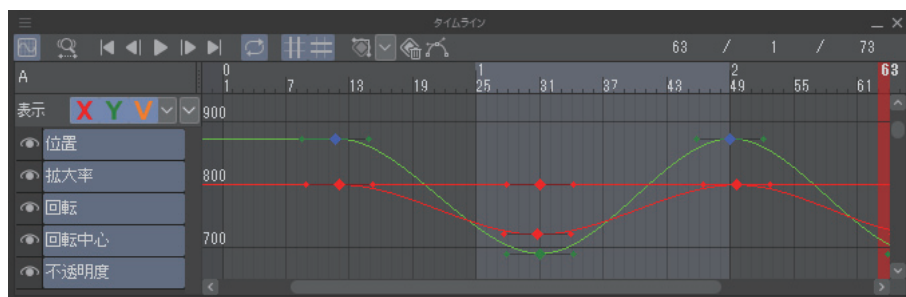 タイムライン
63 / 1 / 73
A
0 1 2 63
1 7 13 19 25 31 37 43 49 55 61
表示 X Y V
900
位置
拡大率
800
回転
回転中心
700
不透明度